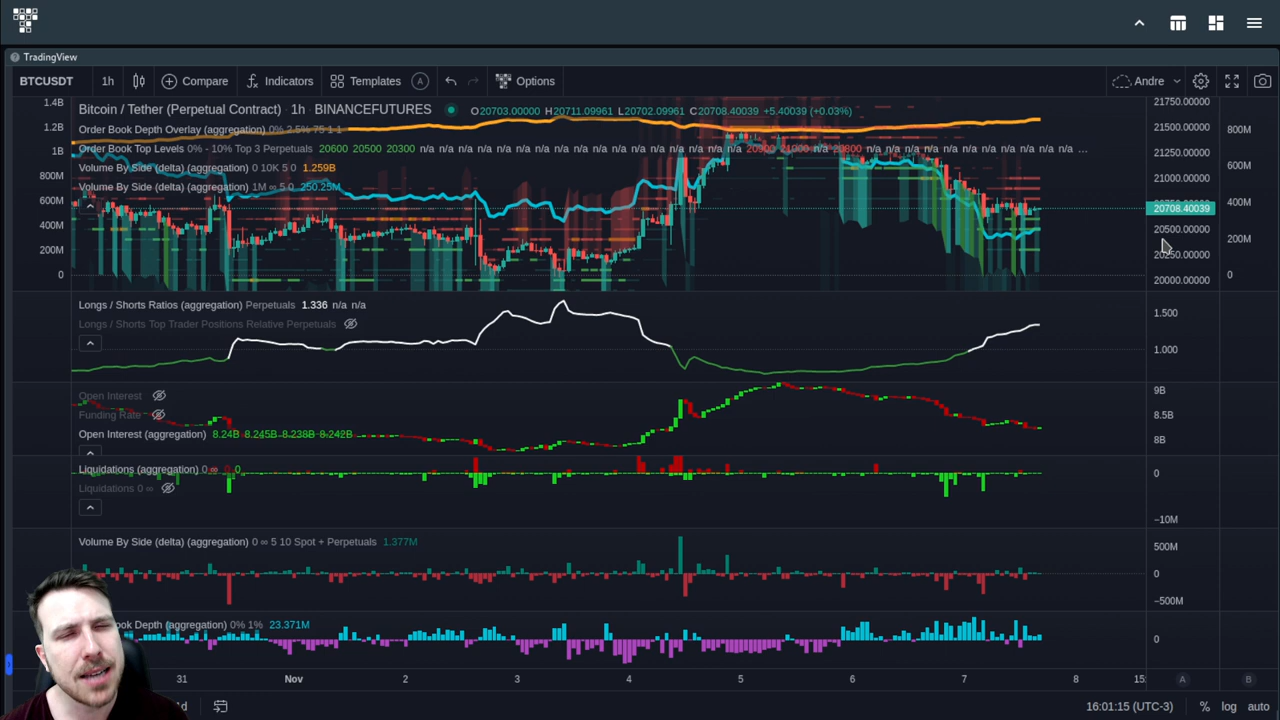 TradingView
BTCUSDT 1h Compare Indicators Templates A Options Andre
Bitcoin / Tether (Perpetual Contract) 1h BINANCEFUTURES O20703.00000 H20711.09961 L20702.09961 C20708.40039 +5.40039 (+0.03%)
Order Book Depth Overlay (aggregation) 0% 2.5% 75 1 1
Order Book Top Levels 0% - 10% Top 3 Perpetuals 20600 20500 20300 n/a n/a n/a n/a n/a n/a n/a
Volume By Side (delta) (aggregation) 0 10K 5 0 1.259B
Volume By Side (delta) (aggregation) 1M ∞ 5 0 250.25M
1.4B
1.2B
1B
800M
600M
400M
200M
0
21750.00000
21500.00000
21250.00000
21000.00000
20708.40039
20500.00000
20250.00000
20000.00000
800M
600M
400M
200M
0
Longs / Shorts Ratios (aggregation) Perpetuals 1.336 n/a n/a
Longs / Shorts Top Trader Positions Relative Perpetuals
1.500
1.000
Open Interest
Funding Rate
Open Interest (aggregation) 8.24B 8.245B 8.238B 8.242B
9B
8.5B
8B
Liquidations (aggregation) 0 ∞ 0 0
Liquidations 0 ∞
0
−10M
Volume By Side (delta) (aggregation) 0 ∞ 5 10 Spot + Perpetuals 1.377M
500M
0
−500M
ook Depth (aggregation) 0% 1% 23.371M
0
31 Nov 2 3 4 5 6 7 8 15: A B
d 16:01:15 (UTC-3) % log auto